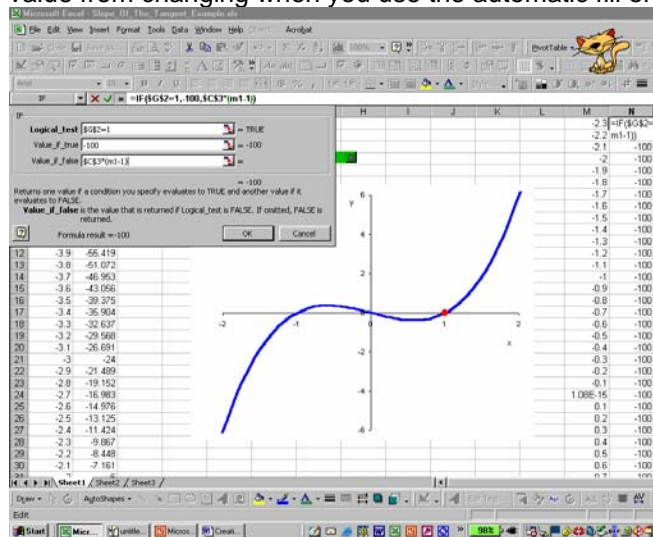 value from changing when you use the automatic fill or
Microsoft Excel - Slope_Of_The_Tangent_Example.xls
File Edit View Insert Format Tools Data Window Help Acrobat
100% PivotTable
IF =IF($G$2=1,-100,$C$3*(m1-1))
IF
Logical_test $G$2=1 = TRUE
Value_if_true -100 = -100
Value_if_false $C$3*(m1-1) =
= -100
Returns one value if a condition you specify evaluates to TRUE and another value if it
evaluates to FALSE.
Value_if_false is the value that is returned if Logical_test is FALSE. If omitted, FALSE is
returned.
Formula result =-100 OK Cancel
H I J K L M N
-2.3 =IF($G$2=
-2.2 m1-1))
-2.1 -100
-2 -100
-1.9 -100
-1.8 -100
-1.7 -100
-1.6 -100
-1.5 -100
-1.4 -100
-1.3 -100
12 -3.9 -55.419 -1.2 -100
13 -3.8 -51.072 -1.1 -100
14 -3.7 -46.953 -1 -100
15 -3.6 -43.056 -0.9 -100
16 -3.5 -39.375 -0.8 -100
17 -3.4 -35.904 -0.7 -100
18 -3.3 -32.637 -0.6 -100
19 -3.2 -29.568 -0.5 -100
20 -3.1 -26.691 -0.4 -100
21 -3 -24 -0.3 -100
22 -2.9 -21.489 -0.2 -100
23 -2.8 -19.152 -0.1 -100
24 -2.7 -16.983 1.08E-15 -100
25 -2.6 -14.976 0.1 -100
26 -2.5 -13.125 0.2 -100
27 -2.4 -11.424 0.3 -100
28 -2.3 -9.867 0.4 -100
29 -2.2 -8.448 0.5 -100
30 -2.1 -7.161 0.6 -100
y 6
4
2
-2 -1 0 1 2
x
-2
-4
-6
Sheet1 Sheet2 Sheet3
Draw AutoShapes
Edit
Start Micr... untitle... Micros... Creati... 98%